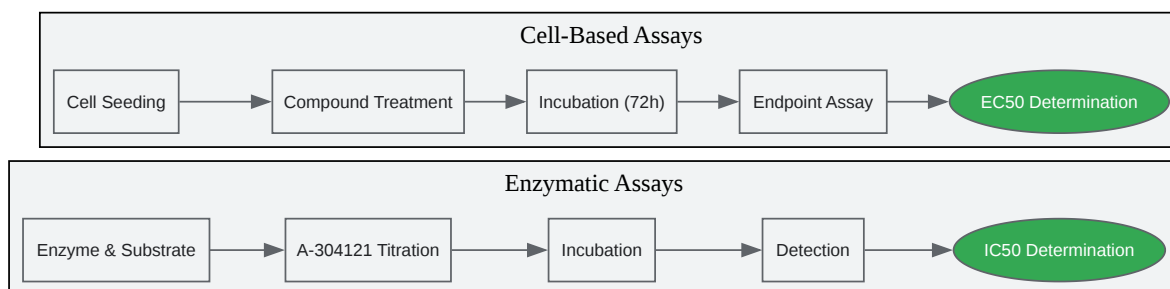 Cell-Based Assays
Cell Seeding
Compound Treatment
Incubation (72h)
Endpoint Assay
EC50 Determination
Enzymatic Assays
Enzyme & Substrate
A-304121 Titration
Incubation
Detection
IC50 Determination